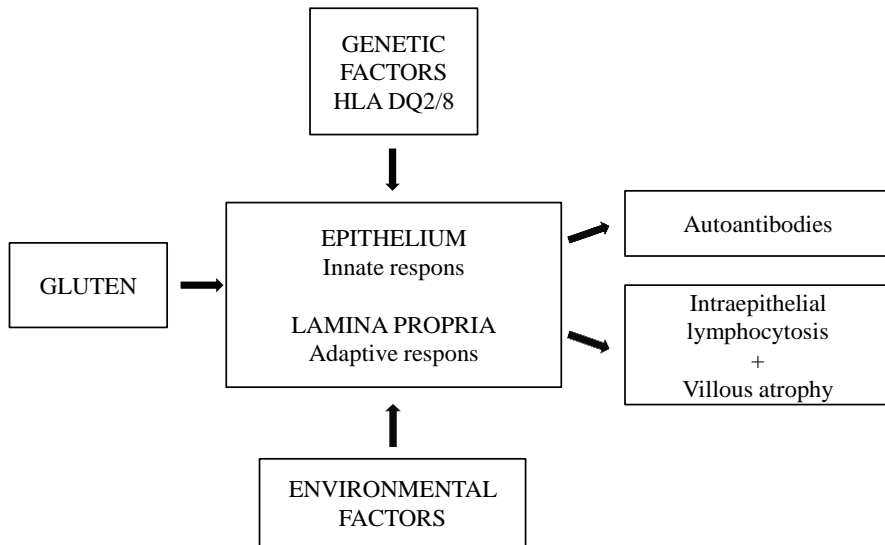 GENETIC
FACTORS
HLA DQ2/8
EPITHELIUM
Innate respons
LAMINA PROPRIA
Adaptive respons
GLUTEN
Autoantibodies
Intraepithelial
lymphocytosis
+
Villous atrophy
ENVIRONMENTAL
FACTORS